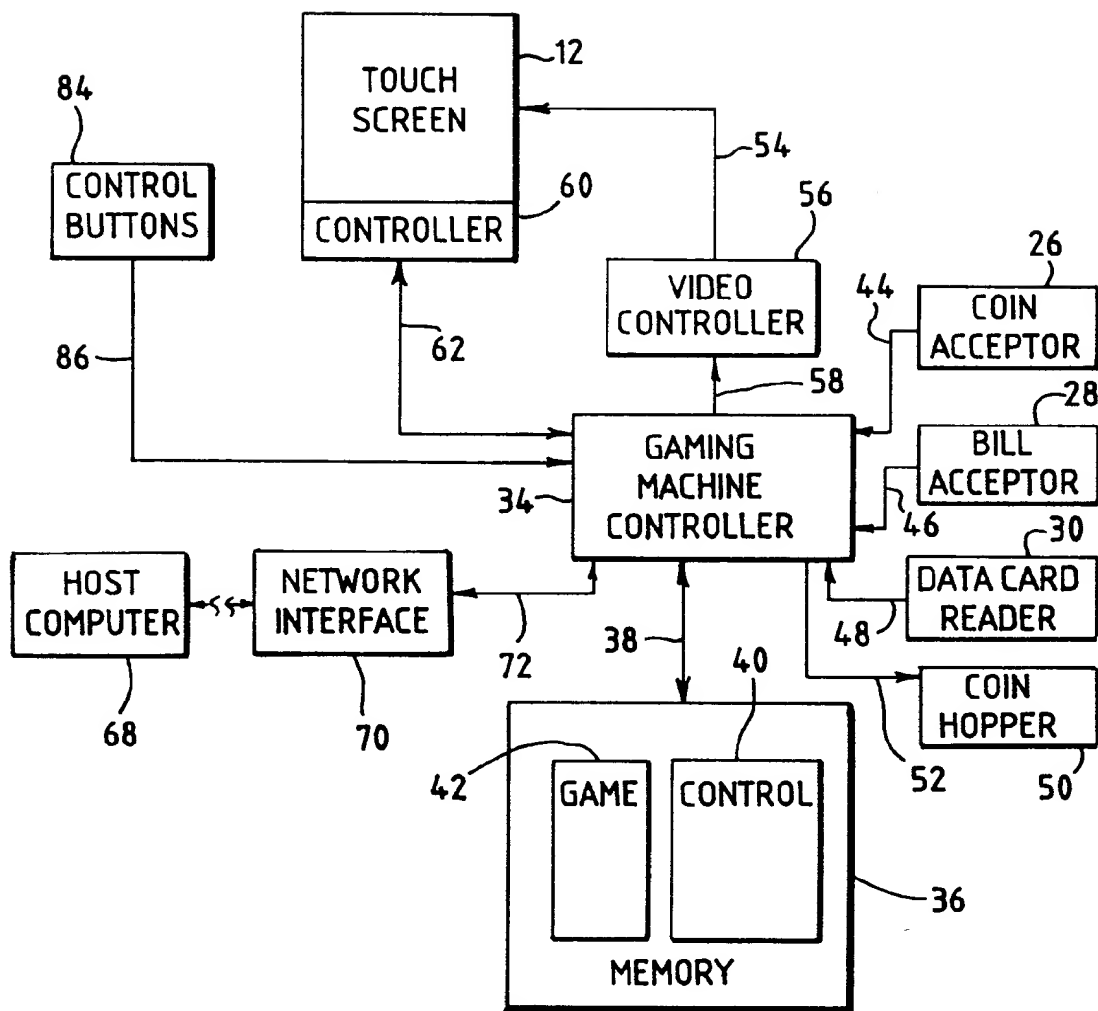 12
TOUCH
SCREEN
84
CONTROL
BUTTONS
54
60
CONTROLLER
56
VIDEO
CONTROLLER
26
44
COIN
ACCEPTOR
62
86
58
28
GAMING
MACHINE
CONTROLLER
34
BILL
ACCEPTOR
46
30
HOST
COMPUTER
NETWORK
INTERFACE
DATA CARD
READER
48
72
38
40
68
70
COIN
HOPPER
52
50
42
GAME
CONTROL
36
MEMORY